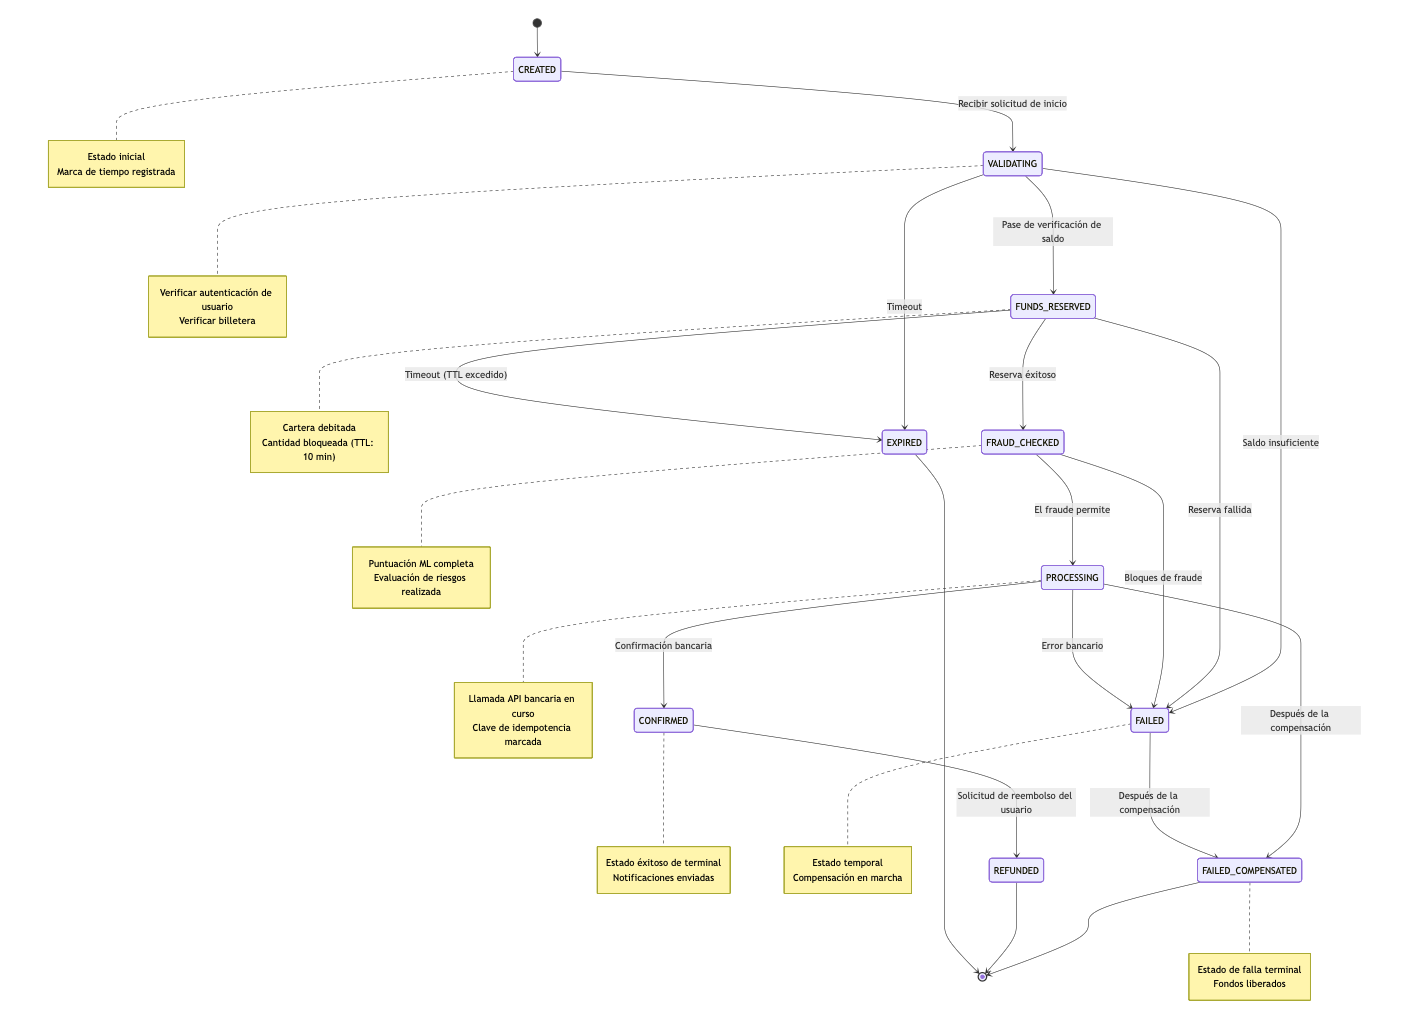 CREATED
Recibir solicitud de inicio
Estado inicial
Marca de tiempo registrada
VALIDATING
Pase de verificación de
saldo
Verificar autenticación de
usuario
Verificar billetera
Timeout
FUNDS_RESERVED
Timeout (TTL excedido)
Reserva éxitoso
Cartera debitada
Cantidad bloqueada (TTL:
10 min)
EXPIRED
FRAUD_CHECKED
Saldo insuficiente
El fraude permite
Reserva fallida
Puntuación ML completa
Evaluación de riesgos
realizada
PROCESSING
Bloques de fraude
Confirmación bancaria
Error bancario
Llamada API bancaria en
curso
Clave de idempotencia
marcada
CONFIRMED
FAILED
Después de la
compensación
Solicitud de reembolso del
usuario
Después de la
compensación
Estado éxitoso de terminal
Notificaciones enviadas
Estado temporal
Compensación en marcha
REFUNDED
FAILED_COMPENSATED
Estado de falla terminal
Fondos liberados